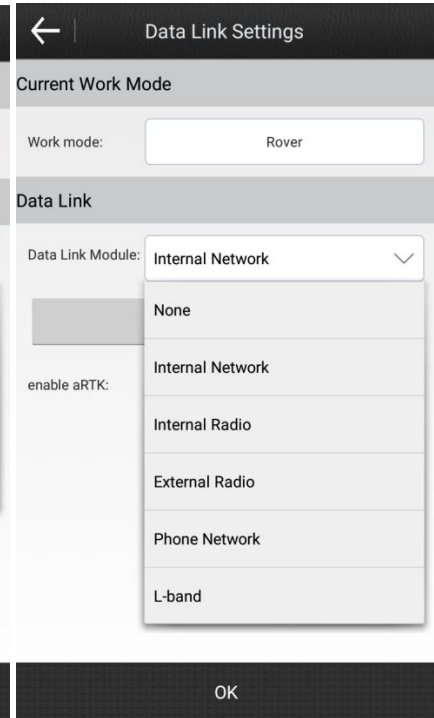 Data Link Settings
Current Work Mode
Work mode: Rover
Data Link
Data Link Module: Internal Network
None
Internal Network
enable aRTK:
Internal Radio
External Radio
Phone Network
L-band
OK